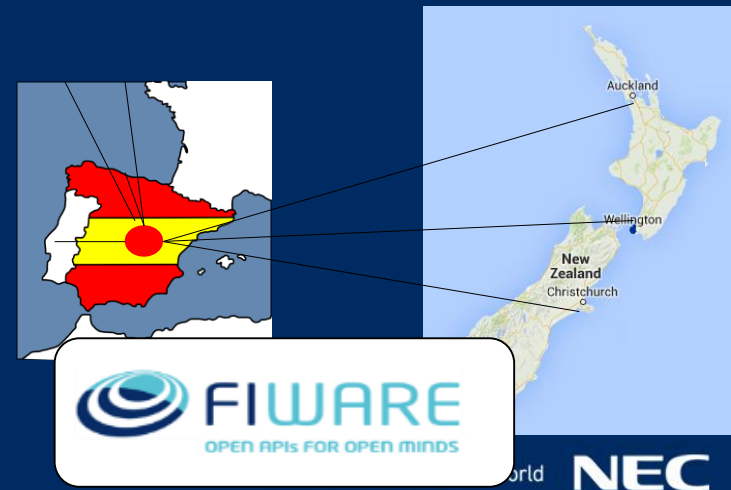 Auckland
Wellington
New
Zealand
Christchurch
FIWARE
OPEN APIs FOR OPEN MINDS
orld
NEC